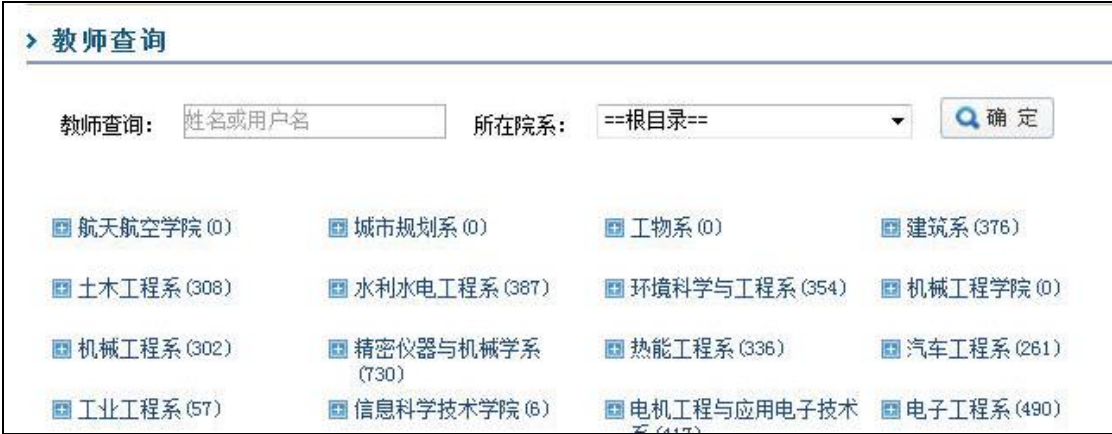 教师查询
教师查询： 姓名或用户名 所在院系： ==根目录== 确 定
航天航空学院(0) 城市规划系(0) 工物系(0) 建筑系(376)
土木工程系(308) 水利水电工程系(387) 环境科学与工程系(354) 机械工程学院(0)
机械工程系(302) 精密仪器与机械学系 热能工程系(336) 汽车工程系(261)
(730)
工业工程系(57) 信息科学技术学院(6) 电机工程与应用电子技术 电子工程系(490)
系(417)